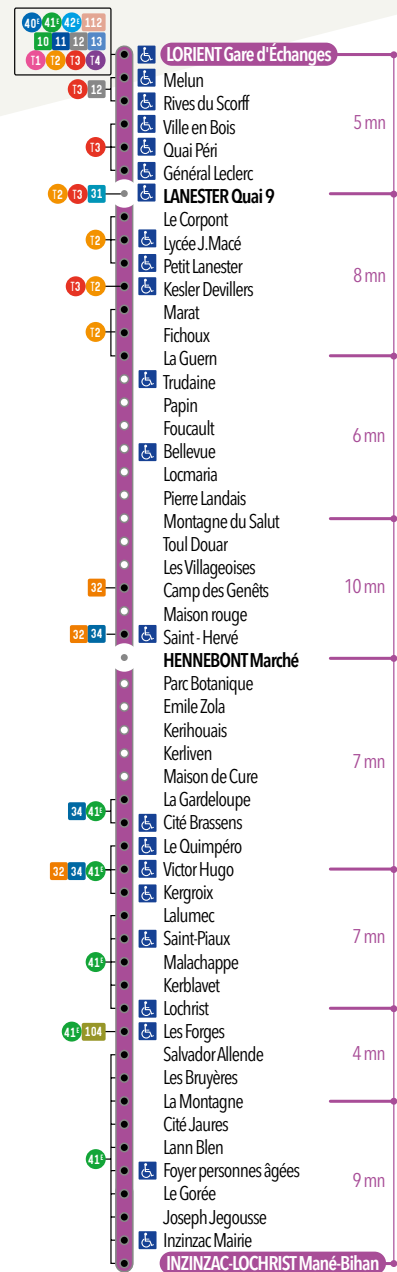 40E 41E 42E 112
10 11 12 13
T1 T2 T3 T4
LORIENT Gare d'Échanges
T3 12
Melun
Rives du Scorff
Ville en Bois
5 mn
T3
Quai Péri
Général Leclerc
T2 T3 31
LANESTER Quai 9
Le Corpont
T2
Lycée J.Macé
Petit Lanester
8 mn
T3 T2
Kesler Devillers
Marat
T2
Fichoux
La Guern
Trudaine
Papin
Foucault
6 mn
Bellevue
Locmaria
Pierre Landais
Montagne du Salut
Toul Douar
Les Villageoises
32
Camp des Genêts
10 mn
Maison rouge
32 34
Saint - Hervé
HENNEBONT Marché
Parc Botanique
Emile Zola
Kerihouais
Kerliven
7 mn
Maison de Cure
La Gardeloupe
34 41E
Cité Brassens
Le Quimpéro
32 34 41E
Victor Hugo
Kergroix
Lalumec
Saint-Piaux
7 mn
41E
Malachappe
Kerblavet
Lochrist
41E 104
Les Forges
Salvador Allende
4 mn
Les Bruyères
La Montagne
Cité Jaures
41E
Lann Blen
Foyer personnes âgées
9 mn
Le Gorée
Joseph Jegousse
Inzinzac Mairie
INZINZAC-LOCHRIST Mané-Bihan